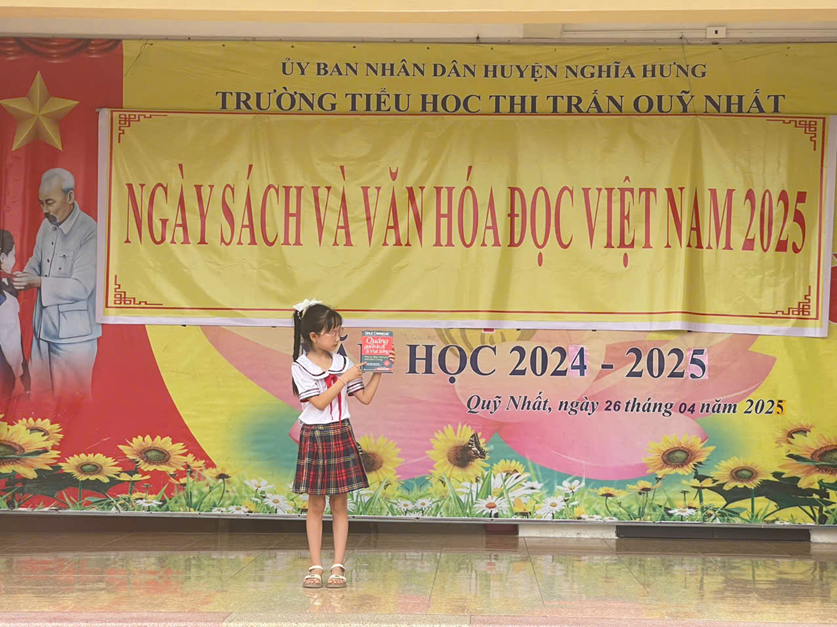 ỦY BAN NHÂN DÂN HUYỆN NGHĨA HƯNG
TRƯỜNG TIỂU HỌC THỊ TRẤN QUỸ NHẤT
NGÀY SÁCH VÀ VĂN HÓA ĐỌC VIỆT NAM 2025
Quẳng
HỌC 2024 - 2025
Quỹ Nhất, ngày 26 tháng 04 năm 2025